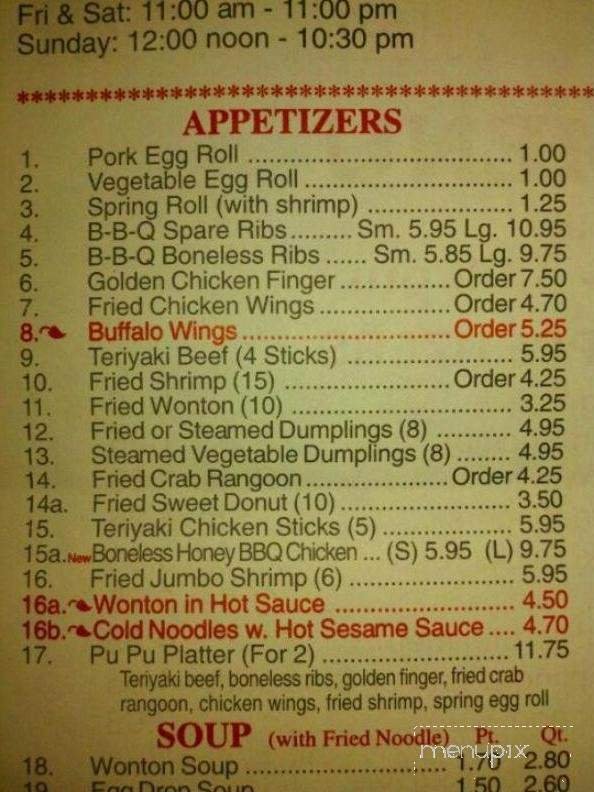 Fri & Sat: 11:00 am - 11:00 pm
Sunday: 12:00 noon - 10:30 pm
APPETIZERS
1. Pork Egg Roll ........ 1.00
2. Vegetable Egg Roll ........ 1.00
3. Spring Roll (with shrimp) ........ 1.25
4. B-B-Q Spare Ribs ........ Sm. 5.95 Lg. 10.95
5. B-B-Q Boneless Ribs ...... Sm. 5.85 Lg. 9.75
6. Golden Chicken Finger ........ Order 7.50
7. Fried Chicken Wings ........ Order 4.70
8. Buffalo Wings ........ Order 5.25
9. Teriyaki Beef (4 Sticks) ........ 5.95
10. Fried Shrimp (15) ........ Order 4.25
11. Fried Wonton (10) ........ 3.25
12. Fried or Steamed Dumplings (8) ........ 4.95
13. Steamed Vegetable Dumplings (8) ........ 4.95
14. Fried Crab Rangoon ........ Order 4.25
14a. Fried Sweet Donut (10) ........ 3.50
15. Teriyaki Chicken Sticks (5) ........ 5.95
15a. New Boneless Honey BBQ Chicken ... (S) 5.95 (L) 9.75
16. Fried Jumbo Shrimp (6) ........ 5.95
16a. Wonton in Hot Sauce ........ 4.50
16b. Cold Noodles w. Hot Sesame Sauce .... 4.70
17. Pu Pu Platter (For 2) ........ 11.75
Teriyaki beef, boneless ribs, golden finger, fried crab
rangoon, chicken wings, fried shrimp, spring egg roll
SOUP (with Fried Noodle) Pt. Qt.
menupix
18. Wonton Soup ........ 1.70 2.80
19. Egg Drop Soup ........ 1.50 2.60